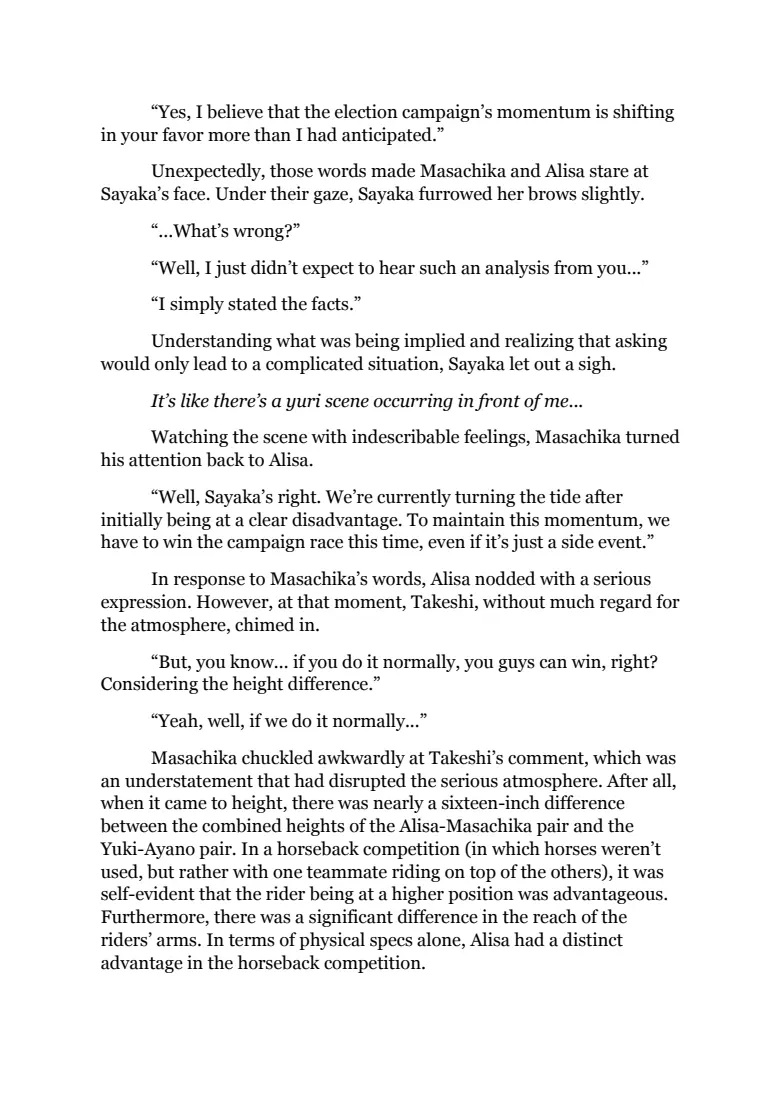 “Yes, I believe that the election campaign’s momentum is shifting
in your favor more than I had anticipated.”
Unexpectedly, those words made Masachika and Alisa stare at
Sayaka’s face. Under their gaze, Sayaka furrowed her brows slightly.
“...What’s wrong?”
“Well, I just didn’t expect to hear such an analysis from you...”
“I simply stated the facts.”
Understanding what was being implied and realizing that asking
would only lead to a complicated situation, Sayaka let out a sigh.
It’s like there’s a yuri scene occurring in front of me...
Watching the scene with indescribable feelings, Masachika turned
his attention back to Alisa.
“Well, Sayaka’s right. We’re currently turning the tide after
initially being at a clear disadvantage. To maintain this momentum, we
have to win the campaign race this time, even if it’s just a side event.”
In response to Masachika’s words, Alisa nodded with a serious
expression. However, at that moment, Takeshi, without much regard for
the atmosphere, chimed in.
“But, you know... if you do it normally, you guys can win, right?
Considering the height difference.”
“Yeah, well, if we do it normally...”
Masachika chuckled awkwardly at Takeshi’s comment, which was
an understatement that had disrupted the serious atmosphere. After all,
when it came to height, there was nearly a sixteen-inch difference
between the combined heights of the Alisa-Masachika pair and the
Yuki-Ayano pair. In a horseback competition (in which horses weren’t
used, but rather with one teammate riding on top of the others), it was
self-evident that the rider being at a higher position was advantageous.
Furthermore, there was a significant difference in the reach of the
riders’ arms. In terms of physical specs alone, Alisa had a distinct
advantage in the horseback competition.